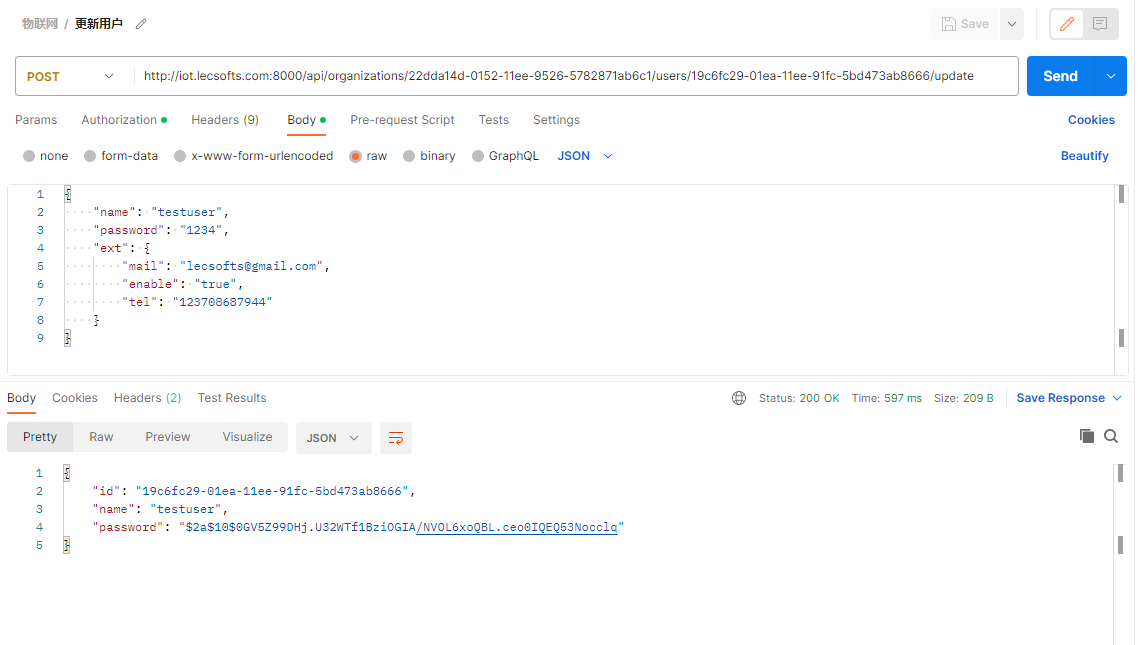 物联网 / 更新用户
Save
POST http://iot.lecsofts.com:8000/api/organizations/22dda14d-0152-11ee-9526-5782871ab6c1/users/19c6fc29-01ea-11ee-91fc-5bd473ab8666/update Send
Params Authorization Headers (9) Body Pre-request Script Tests Settings Cookies
none form-data x-www-form-urlencoded raw binary GraphQL JSON Beautify
1 {
2 "name": "testuser",
3 "password": "1234",
4 "ext": {
5 "mail": "lecsofts@gmail.com",
6 "enable": "true",
7 "tel": "123708687944"
8 }
9 }
Body Cookies Headers (2) Test Results Status: 200 OK Time: 597 ms Size: 209 B Save Response
Pretty Raw Preview Visualize JSON
1 {
2 "id": "19c6fc29-01ea-11ee-91fc-5bd473ab8666",
3 "name": "testuser",
4 "password": "$2a$10$0GV5Z99DHj.U32WTf1BziOGIA/NVOL6xoQBL.ceo0IQEQ53Nocclq"
5 }